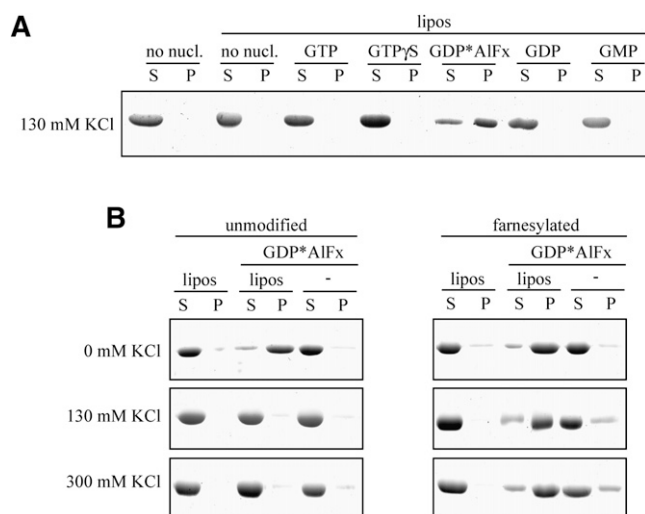 A
lipos
no nucl. no nucl. GTP GTPγS GDP*AlFx GDP GMP
S P S P S P S P S P S P S P
130 mM KCl
B
unmodified farnesylated
GDP*AlFx GDP*AlFx
lipos lipos - lipos lipos -
S P S P S P S P S P S P
0 mM KCl
130 mM KCl
300 mM KCl